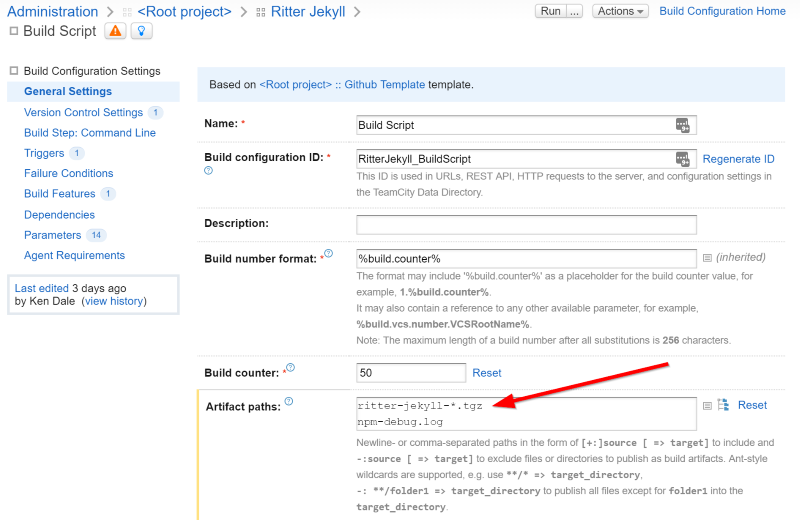 Administration > <Root project> > Ritter Jekyll >
Run ... Actions Build Configuration Home
Build Script
Build Configuration Settings
General Settings
Version Control Settings 1
Build Step: Command Line
Triggers 1
Failure Conditions
Build Features 1
Dependencies
Parameters 14
Agent Requirements
Last edited 3 days ago
by Ken Dale (view history)
Based on <Root project> :: Github Template template.
Name: * Build Script
Build configuration ID: * RitterJekyll_BuildScript Regenerate ID
This ID is used in URLs, REST API, HTTP requests to the server, and configuration settings in
the TeamCity Data Directory.
Description:
Build number format: * %build.counter% (inherited)
The format may include '%build.counter%' as a placeholder for the build counter value, for
example, 1.%build.counter%.
It may also contain a reference to any other available parameter, for example,
%build.vcs.number.VCSRootName%.
Note: The maximum length of a build number after all substitutions is 256 characters.
Build counter: * 50 Reset
Artifact paths: ritter-jekyll-*.tgz Reset
npm-debug.log
Newline- or comma-separated paths in the form of [+:]source [ => target] to include and
-:source [ => target] to exclude files or directories to publish as build artifacts. Ant-style
wildcards are supported, e.g. use **/* => target_directory,
-: **/folder1 => target_directory to publish all files except for folder1 into the
target_directory.